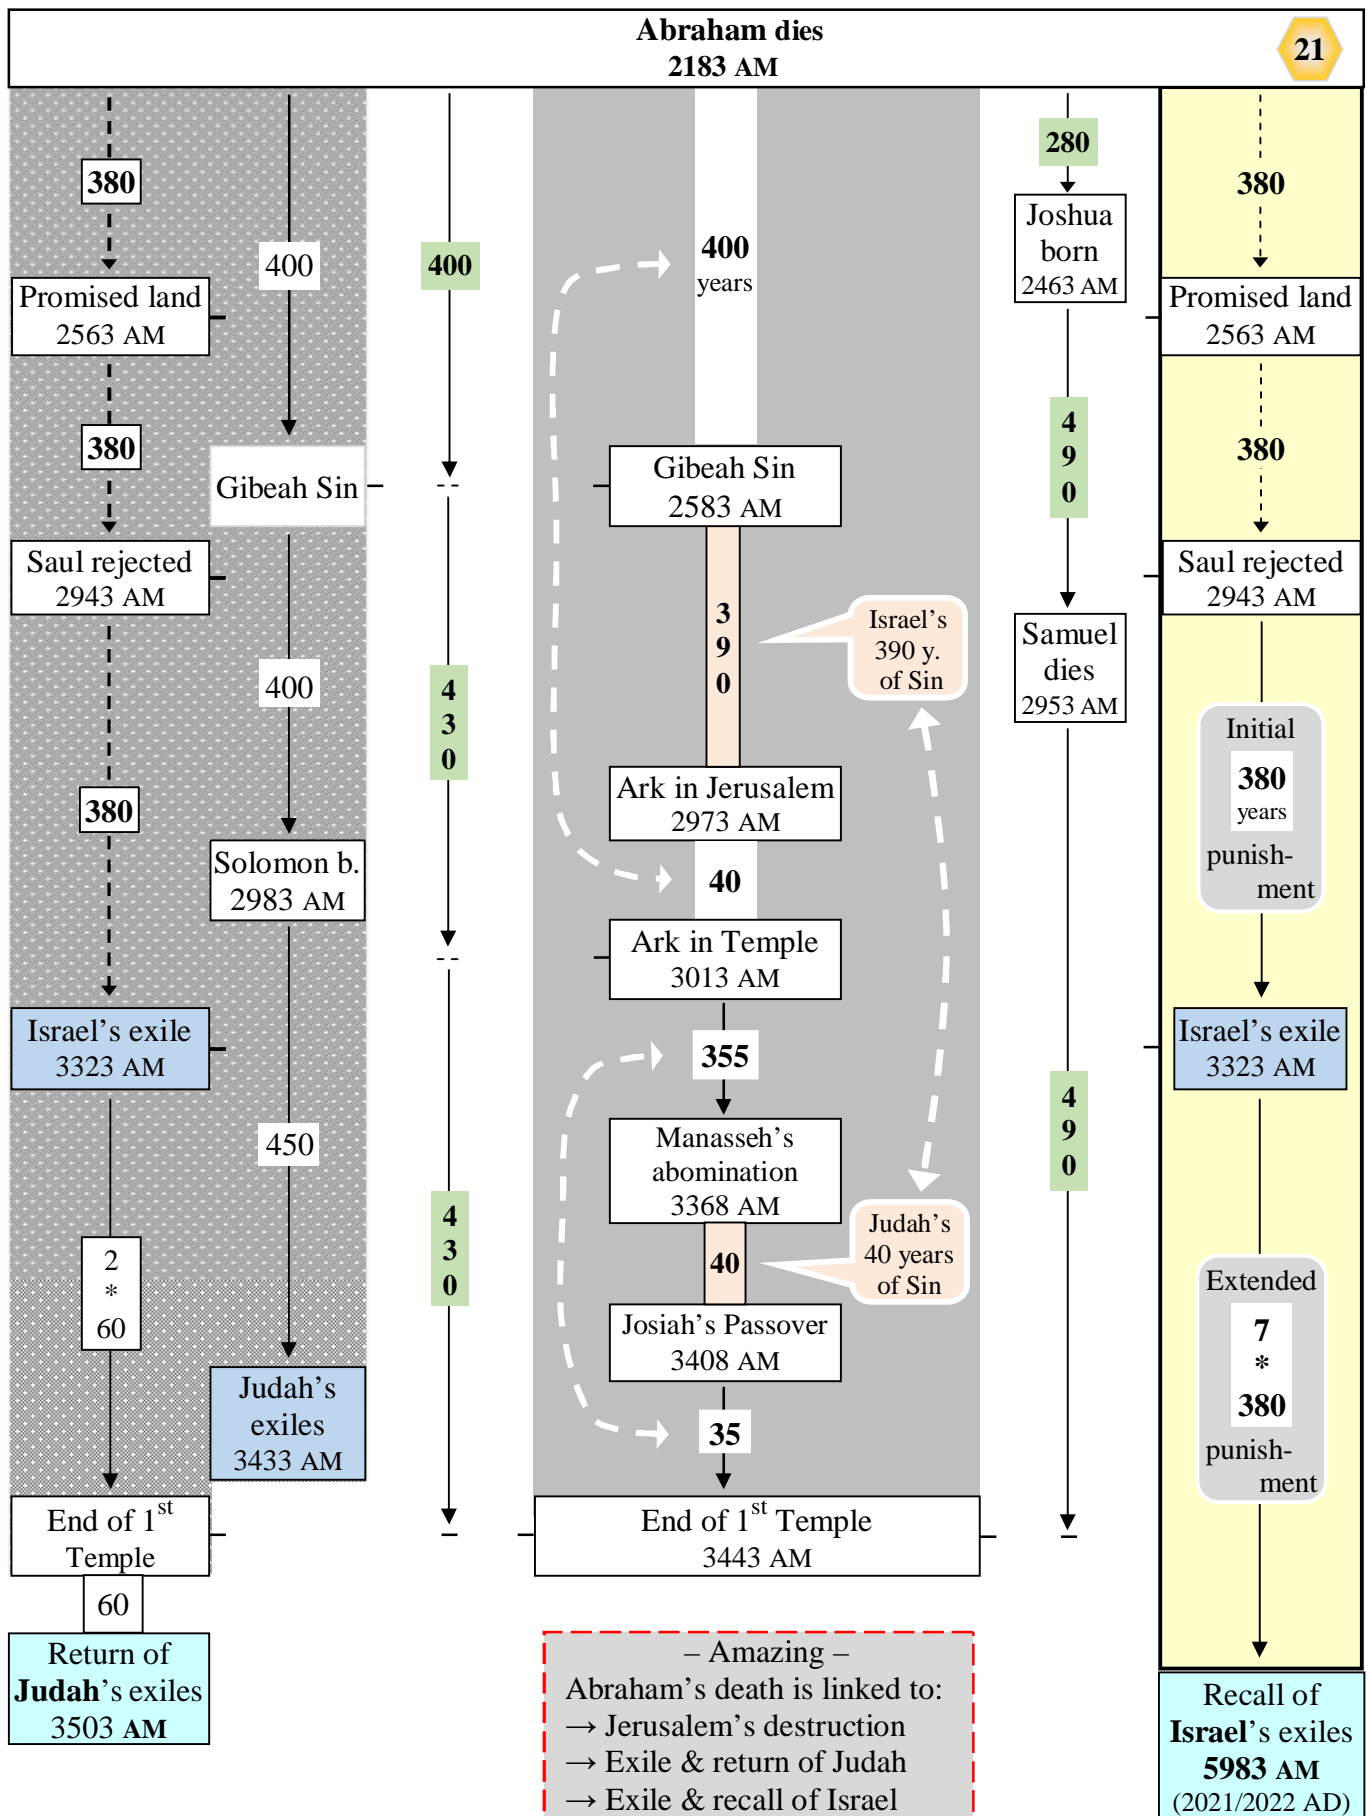 Abraham dies
2183 AM
21
380
Promised land
2563 AM
380
Saul rejected
2943 AM
380
Israel’s exile
3323 AM
2
*
60
End of 1st
Temple
60
Return of
Judah’s exiles
3503 AM
400
Gibeah Sin
400
Solomon b.
2983 AM
450
Judah’s
exiles
3433 AM
400
4
3
0
4
3
0
400
years
Gibeah Sin
2583 AM
3
9
0
Israel’s
390 y.
of Sin
Ark in Jerusalem
2973 AM
40
Ark in Temple
3013 AM
355
Manasseh’s
abomination
3368 AM
40
Judah’s
40 years
of Sin
Josiah’s Passover
3408 AM
35
End of 1st Temple
3443 AM
– Amazing –
Abraham’s death is linked to:
→ Jerusalem’s destruction
→ Exile & return of Judah
→ Exile & recall of Israel
280
Joshua
born
2463 AM
4
9
0
Samuel
dies
2953 AM
4
9
0
380
Promised land
2563 AM
380
Saul rejected
2943 AM
Initial
380
years
punish-
ment
Israel’s exile
3323 AM
Extended
7
*
380
punish-
ment
Recall of
Israel’s exiles
5983 AM
(2021/2022 AD)